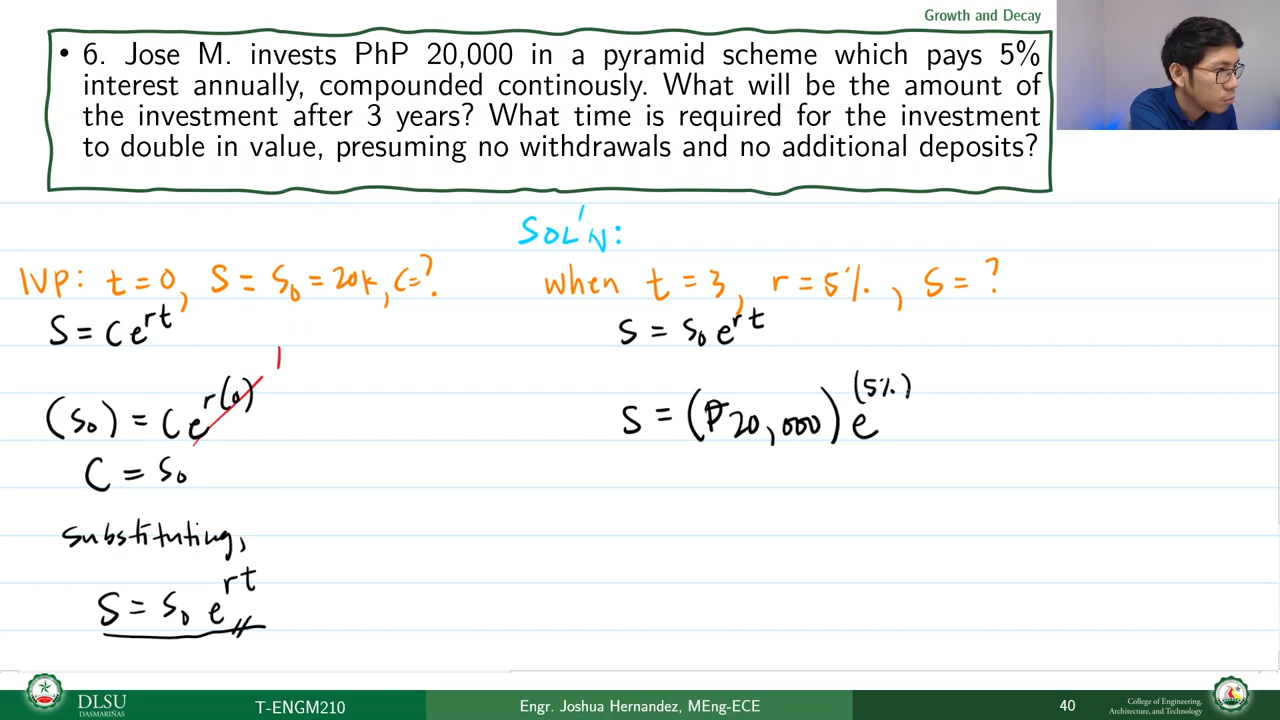 Growth and Decay
• 6. Jose M. invests PhP 20,000 in a pyramid scheme which pays 5%
interest annually, compounded continously. What will be the amount of
the investment after 3 years? What time is required for the investment
to double in value, presuming no withdrawals and no additional deposits?
SOL'N:
IVP: t = 0, S = S₀ = 20k, C = ?
S = Ce^rt
1
(S₀) = Ce^r(0)
C = S₀
Substituting,
S = S₀ e^rt
when t = 3, r = 5%, S = ?
S = S₀ e^rt
S = (₱20,000) e^(5%)
DLSU
DASMARIÑAS
T-ENGM210
Engr. Joshua Hernandez, MEng-ECE
40
College of Engineering,
Architecture, and Technology